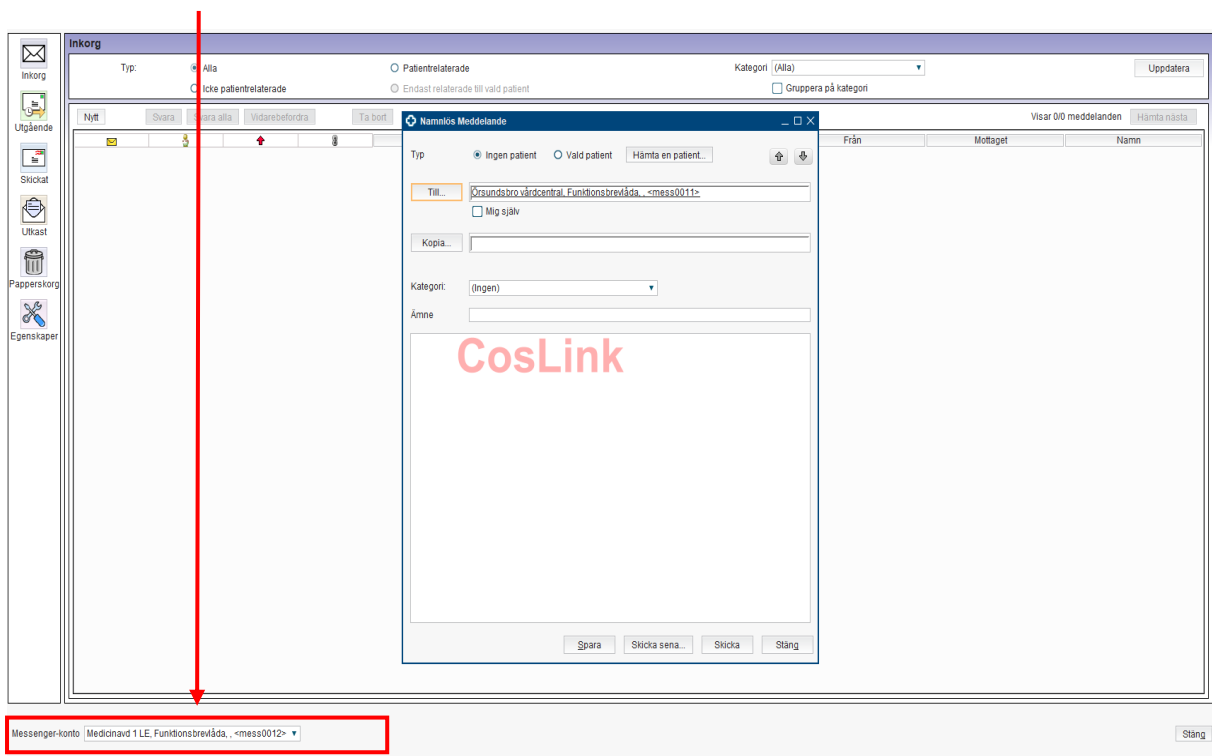 Inkorg
Inkorg
Typ:
Alla
Patientrelaterade
Kategori
(Alla)
Uppdatera
Icke patientrelaterade
Endast relaterade till vald patient
Gruppera på kategori
Utgående
Skickat
Utkast
Papperskorg
Egenskaper
Nytt
Svara
Svara alla
Vidarebefordra
Ta bort
Visar 0/0 meddelanden
Hämta nästa
Från
Mottaget
Namn
Namnlös Meddelande
Typ
Ingen patient
Vald patient
Hämta en patient...
Till...
Örsundsbro vårdcentral, Funktionsbrevlåda, , <mess0011>
Mig själv
Kopia...
Kategori:
(Ingen)
Ämne
CosLink
Spara
Skicka sena...
Skicka
Stäng
Messenger-konto
Medicinavd 1 LE, Funktionsbrevlåda, , <mess0012>
Stäng